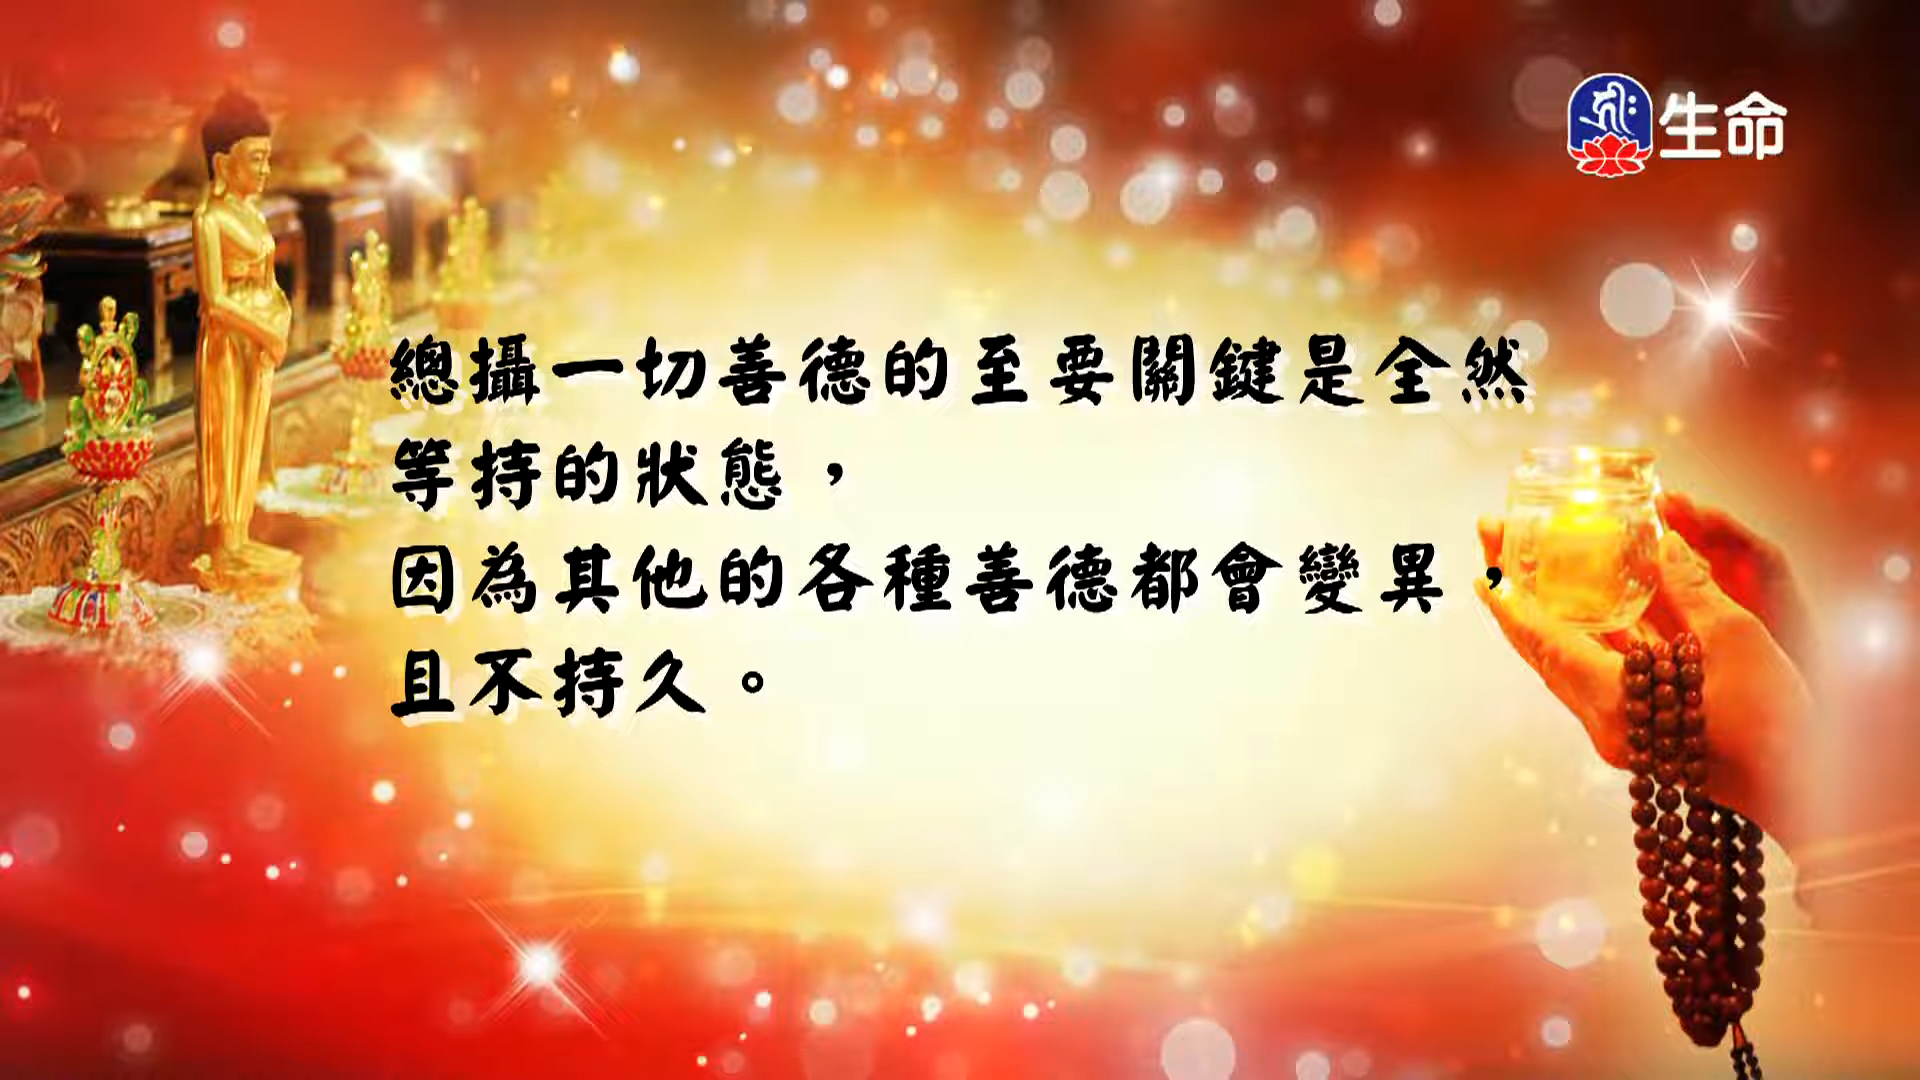 生命
總攝一切善德的至要關鍵是全然
等持的狀態，
因為其他的各種善德都會變異，
且不持久。